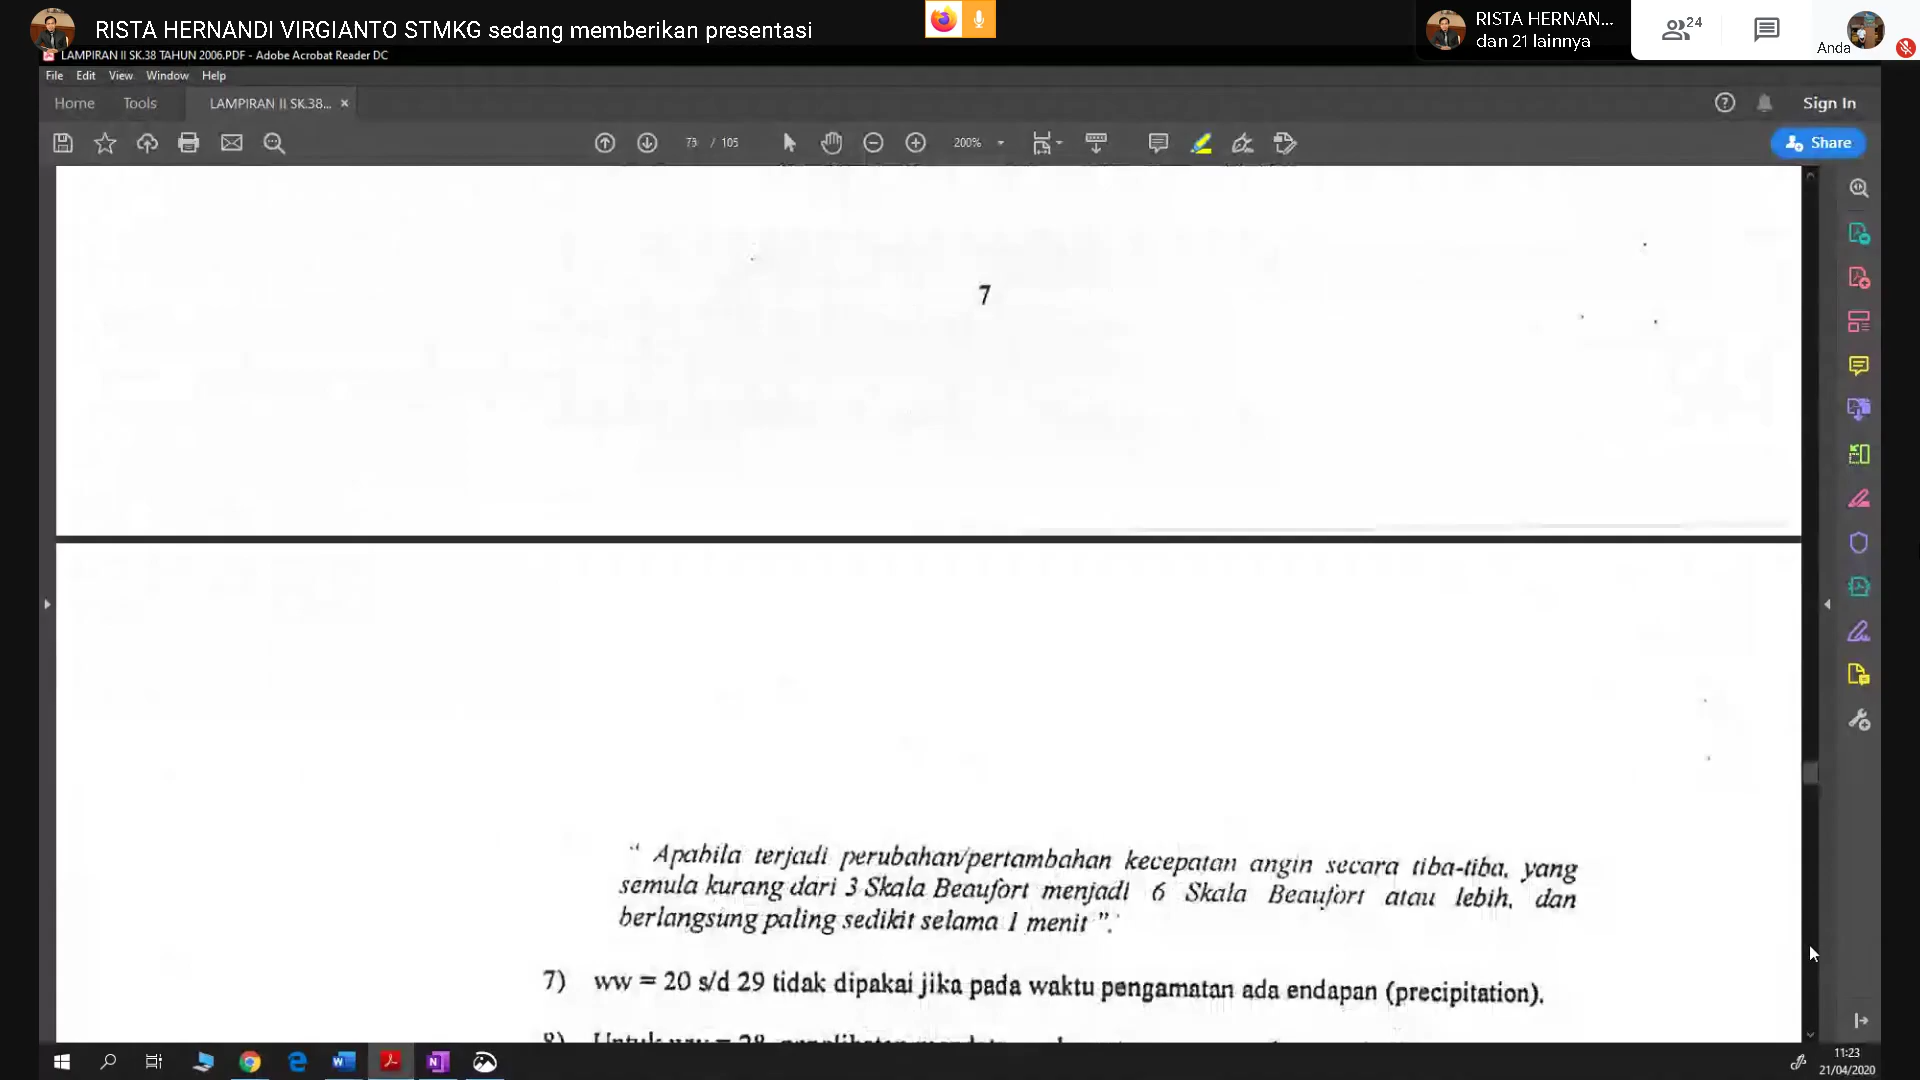 RISTA HERNANDI VIRGIANTO STMKG sedang memberikan presentasi
RISTA HERNAN...
dan 21 lainnya
24
Anda
LAMPIRAN II SK.38 TAHUN 2006.PDF - Adobe Acrobat Reader DC
File Edit View Window Help
Home Tools LAMPIRAN II SK.38... ×
Sign In
73 / 105
200%
Share
7
" Apabila terjadi perubahan/pertambahan kecepatan angin secara tiba-tiba, yang
semula kurang dari 3 Skala Beaufort menjadi 6 Skala Beaufort atau lebih, dan
berlangsung paling sedikit selama 1 menit ".
7) ww = 20 s/d 29 tidak dipakai jika pada waktu pengamatan ada endapan (precipitation).
8) Untuk ww = 28
11:23
21/04/2020